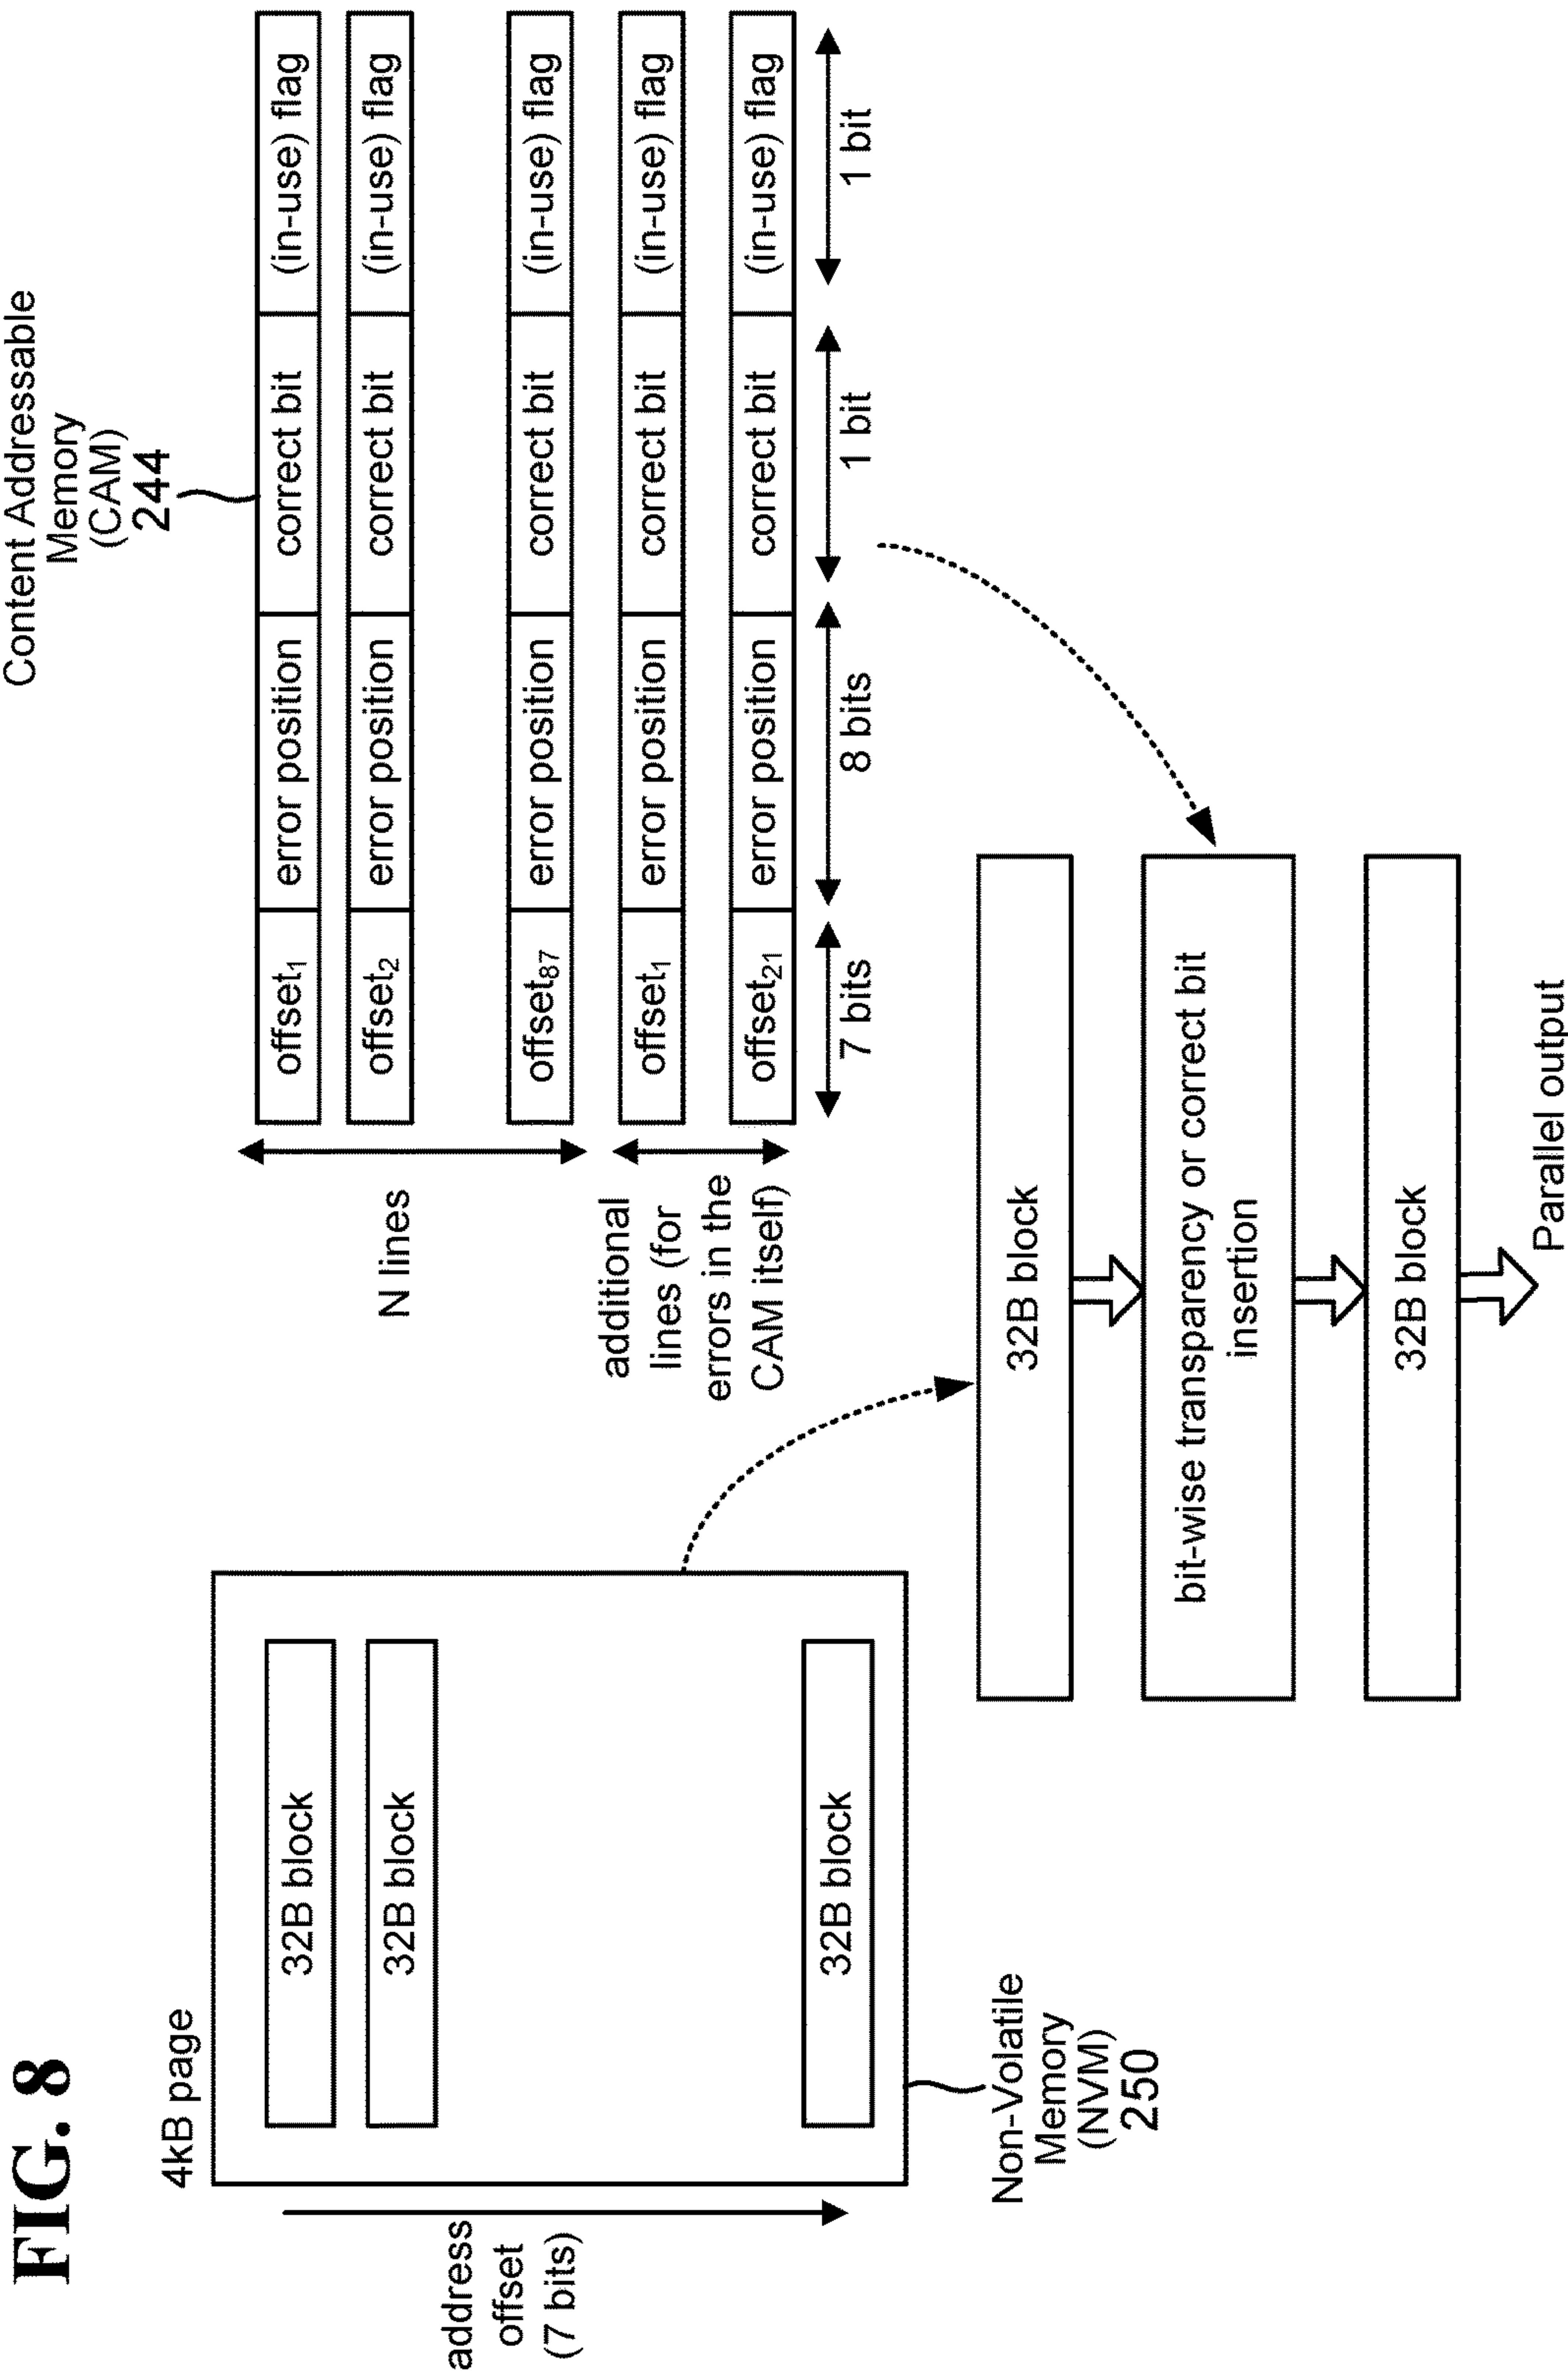 FIG. 8
4kB page
32B block
32B block
32B block
address
offset
(7 bits)
Non-Volatile
Memory
(NVM)
250
Content Addressable
Memory
(CAM)
244
offset1 error position correct bit (in-use) flag
offset2 error position correct bit (in-use) flag
offset87 error position correct bit (in-use) flag
offset1 error position correct bit (in-use) flag
offset21 error position correct bit (in-use) flag
7 bits 8 bits 1 bit 1 bit
N lines
additional
lines (for
errors in the
CAM itself)
32B block
bit-wise transparency or correct bit
insertion
32B block
Parallel output